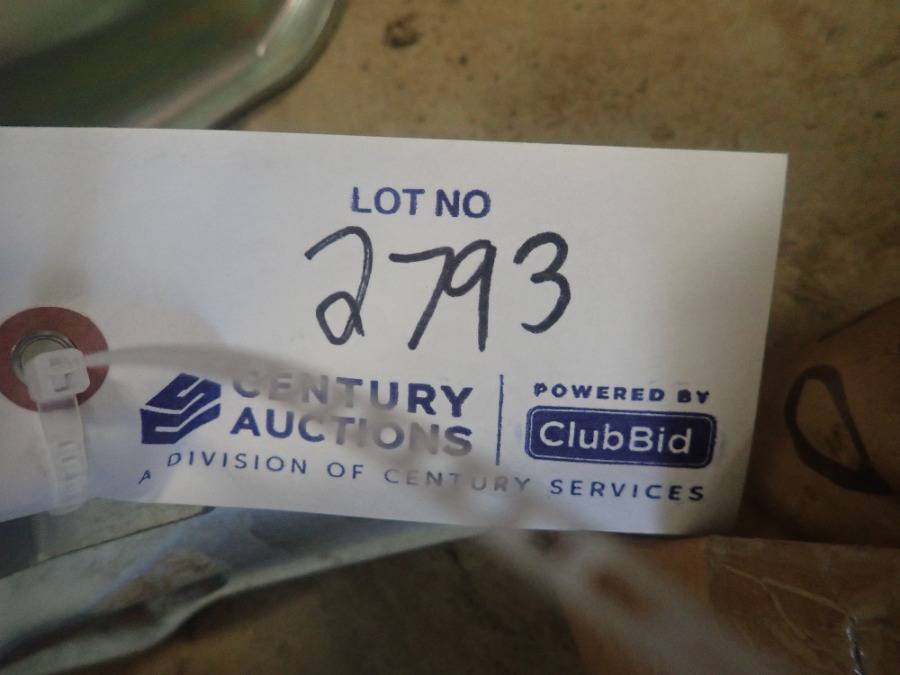 LOT NO
2793
CENTURY
AUCTIONS
A DIVISION OF CENTURY SERVICES
POWERED BY
ClubBid